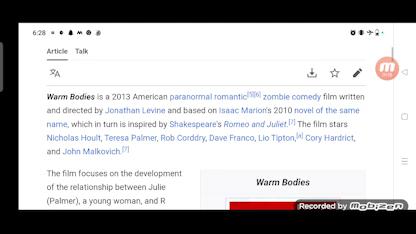 6:28
Article Talk
Warm Bodies is a 2013 American paranormal romantic[5][6] zombie comedy film written
and directed by Jonathan Levine and based on Isaac Marion's 2010 novel of the same
name, which in turn is inspired by Shakespeare's Romeo and Juliet.[7] The film stars
Nicholas Hoult, Teresa Palmer, Rob Corddry, Dave Franco, Lio Tipton,[a] Cory Hardrict,
and John Malkovich.[7]
The film focuses on the development
of the relationship between Julie
(Palmer), a young woman, and R
Warm Bodies
Recorded by MOBIZEN